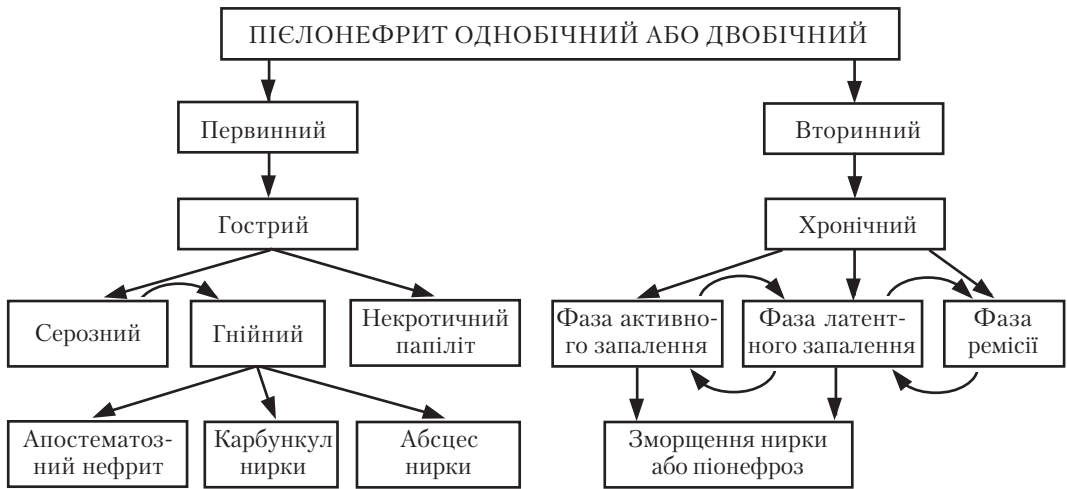 ПІЄЛОНЕФРИТ ОДНОБІЧНИЙ АБО ДВОБІЧНИЙ
Первинний
Вторинний
Гострий
Хронічний
Серозний
Гнійний
Некротичний
папіліт
Фаза активно-
го запалення
Фаза латент-
ного запалення
Фаза
ремісії
Апостематоз-
ний нефрит
Карбункул
нирки
Абсцес
нирки
Зморщення нирки
або піонефроз